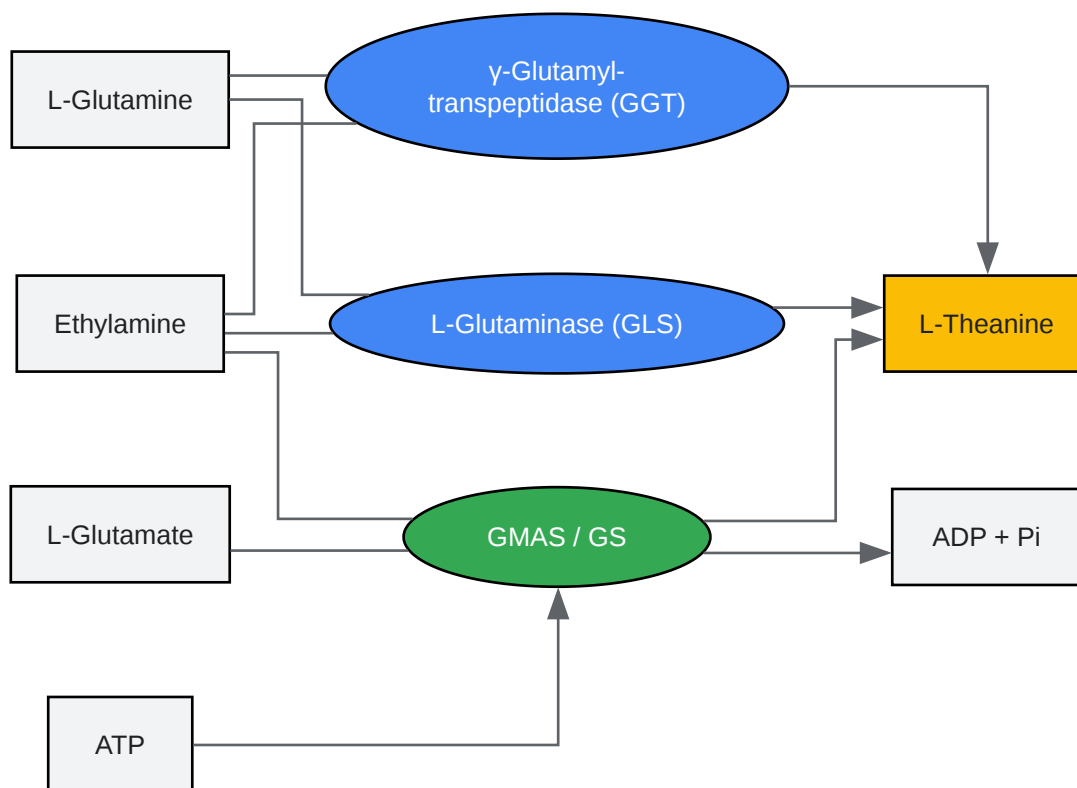 L-Glutamine
γ-Glutamyl-
transpeptidase (GGT)
Ethylamine
L-Glutaminase (GLS)
L-Theanine
L-Glutamate
GMAS / GS
ADP + Pi
ATP